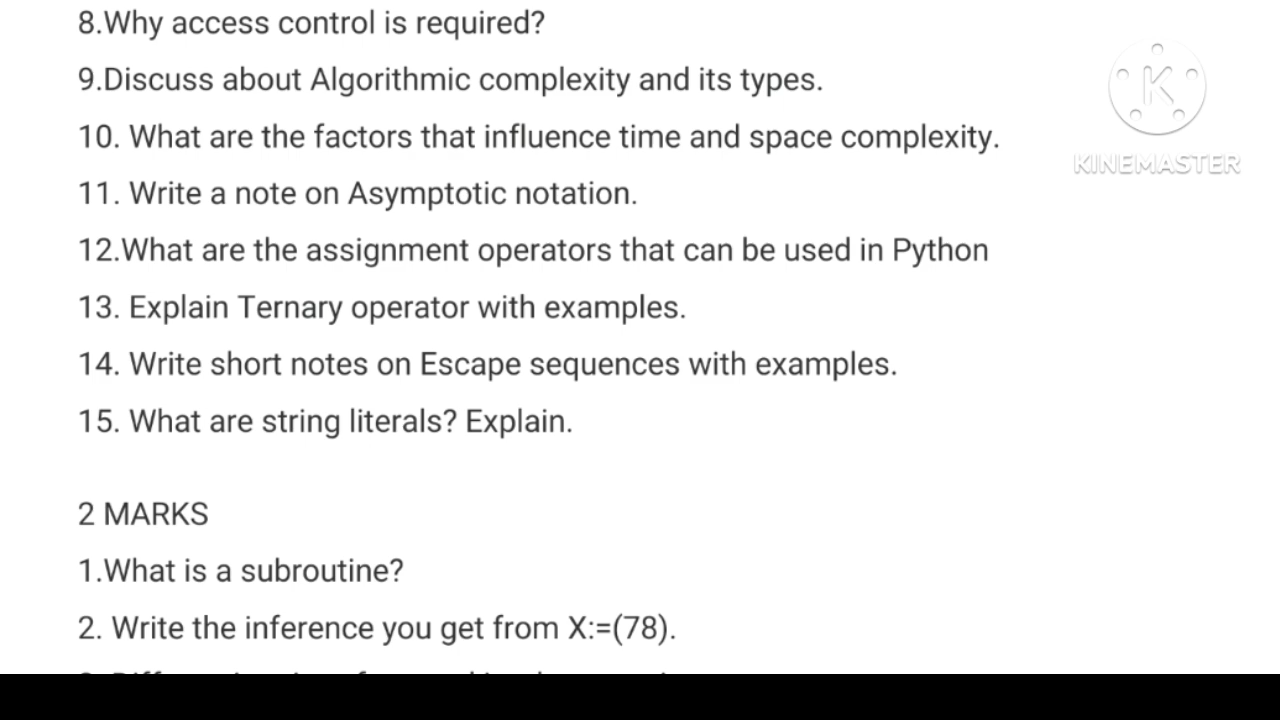 8.Why access control is required?
9.Discuss about Algorithmic complexity and its types.
K
10. What are the factors that influence time and space complexity.
KINEMASTER
11. Write a note on Asymptotic notation.
12.What are the assignment operators that can be used in Python
13. Explain Ternary operator with examples.
14. Write short notes on Escape sequences with examples.
15. What are string literals? Explain.
2 MARKS
1.What is a subroutine?
2. Write the inference you get from X:=(78).